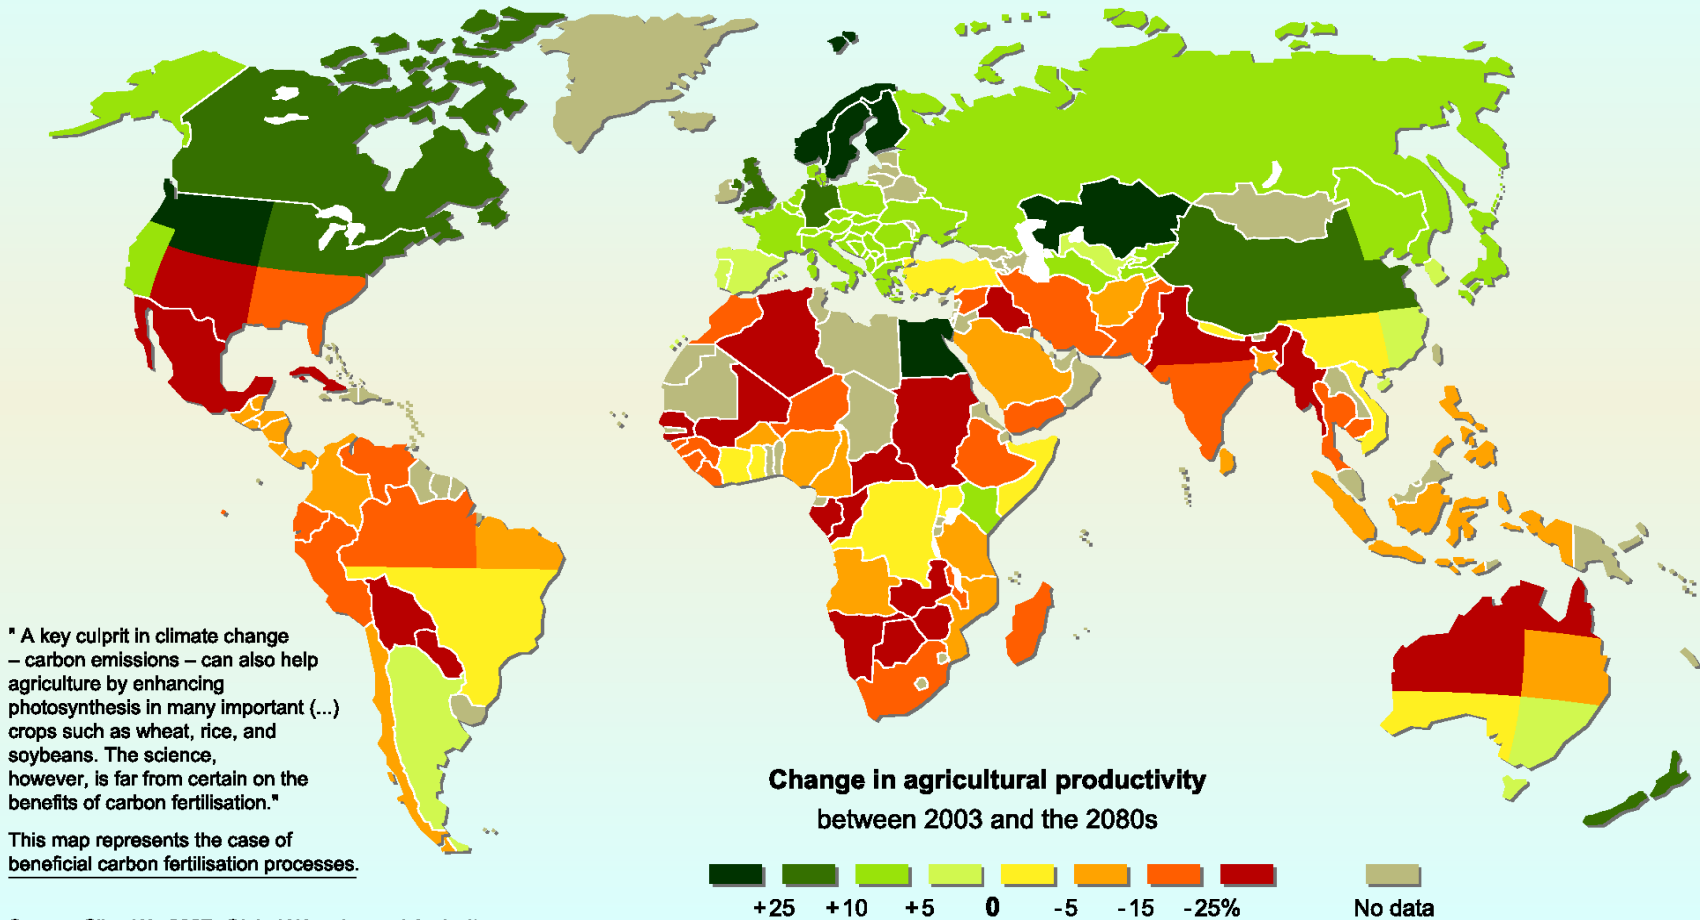 " A key culprit in climate change
– carbon emissions – can also help
agriculture by enhancing
photosynthesis in many important (...)
crops such as wheat, rice, and
soybeans. The science,
however, is far from certain on the
benefits of carbon fertilisation."
This map represents the case of
beneficial carbon fertilisation processes.
Change in agricultural productivity
between 2003 and the 2080s
+25 +10 +5 0 -5 -15 -25% No data